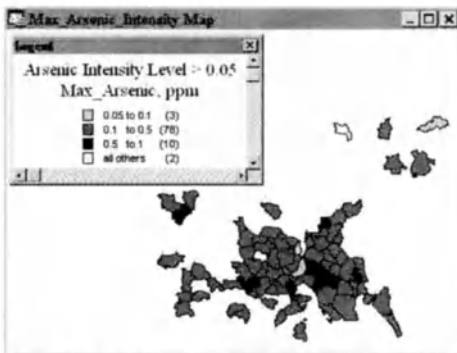 Max_Arsenic_Intensity Map
Legend
Arsenic Intensity Level > 0.05
Max_Arsenic, ppm
0.05 to 0.1 (3)
0.1 to 0.5 (78)
0.5 to 1 (10)
all others (2)